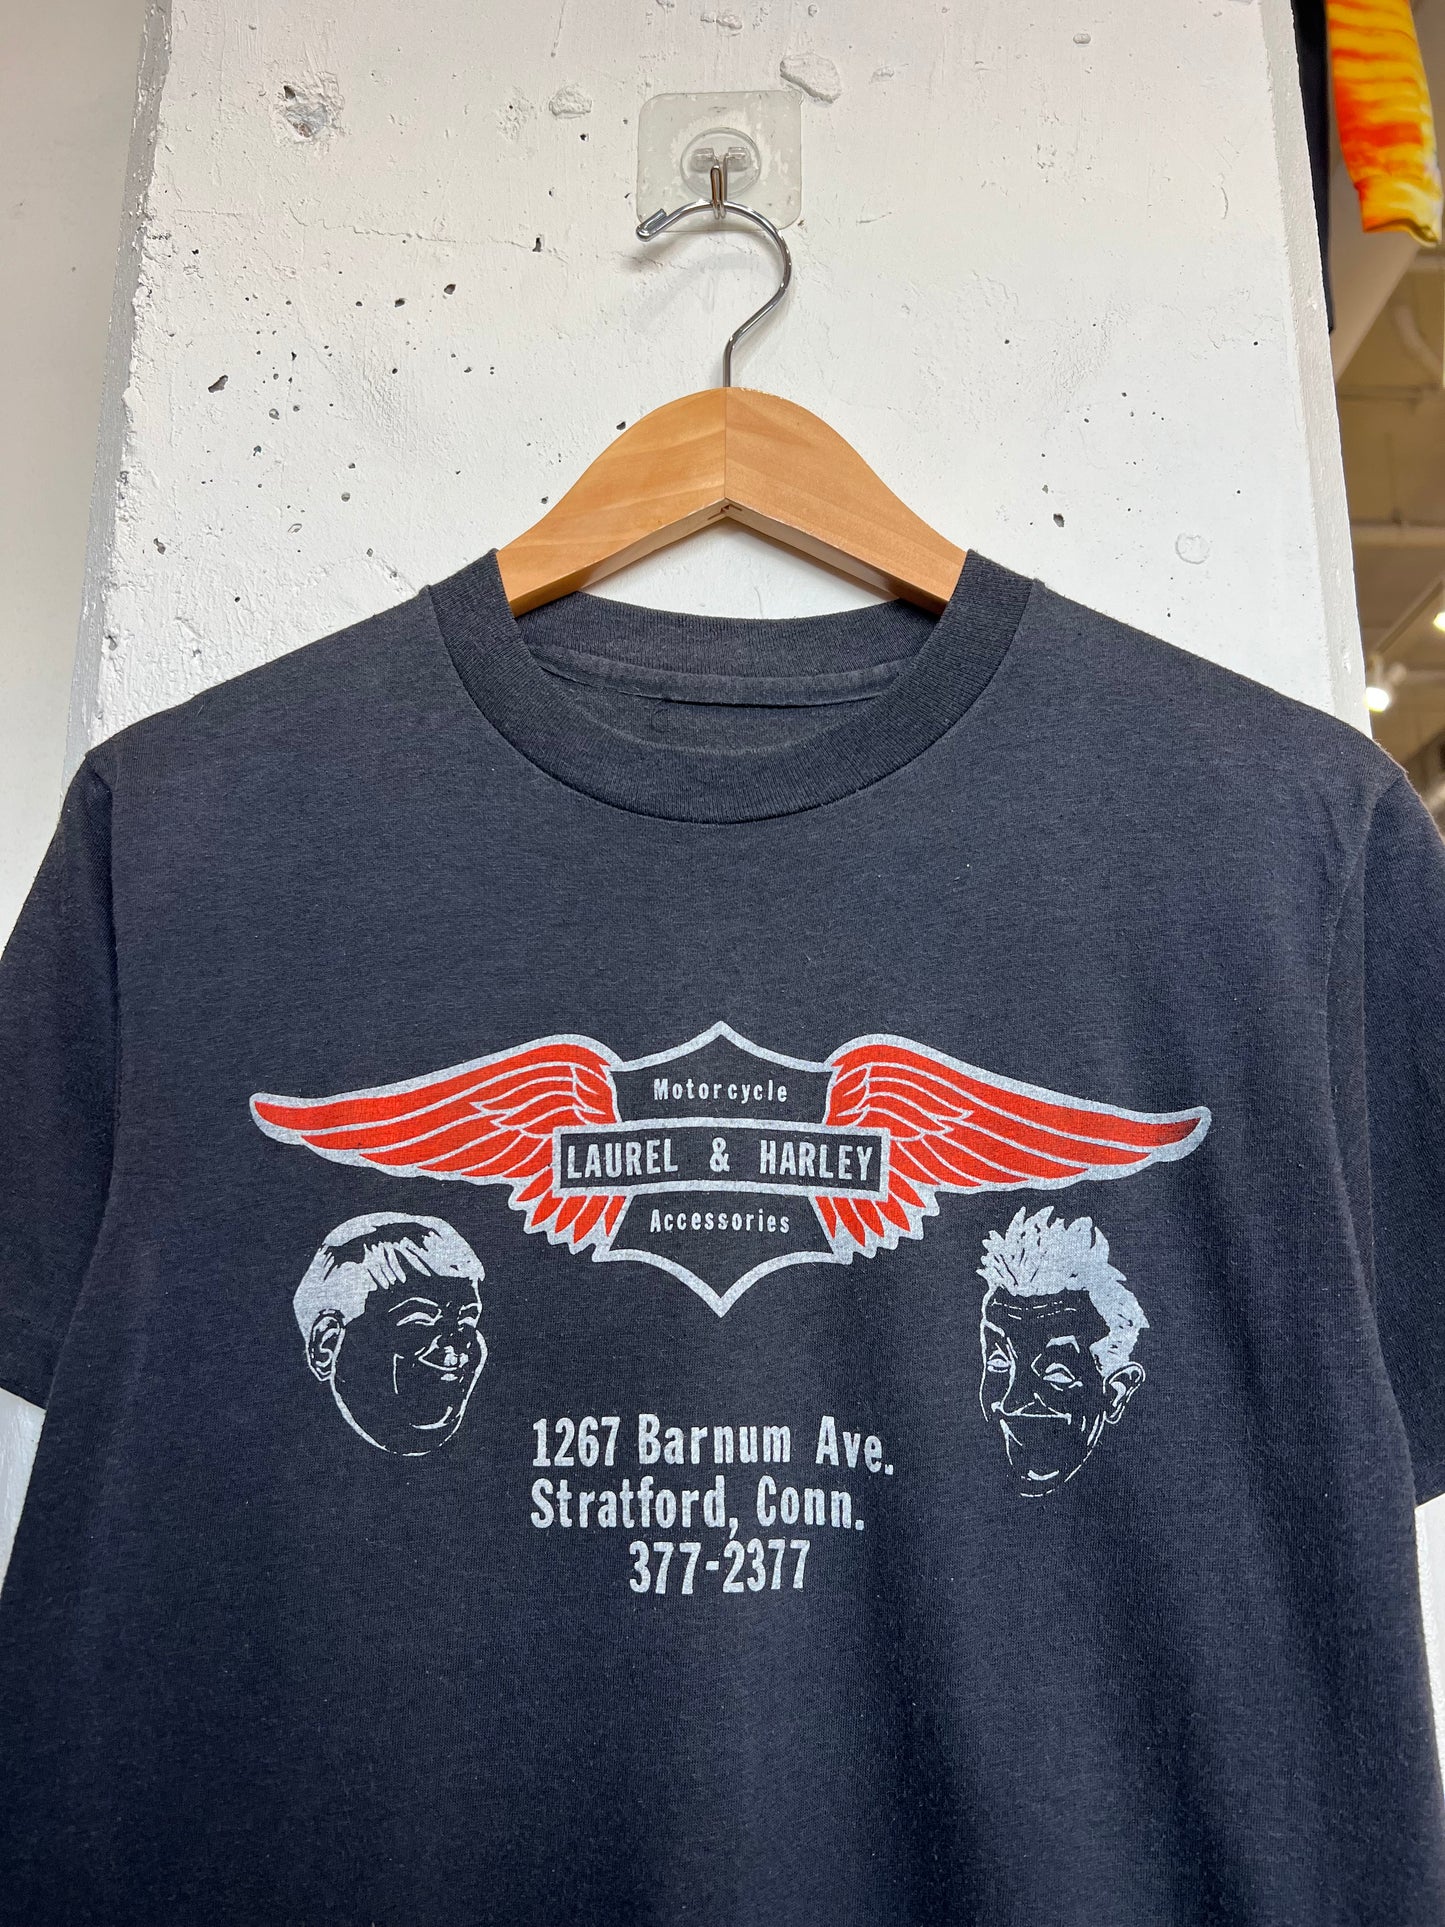 Motorcycle
LAUREL & HARLEY
Accessories
1267 Barnum Ave.
Stratford, Conn.
377-2377